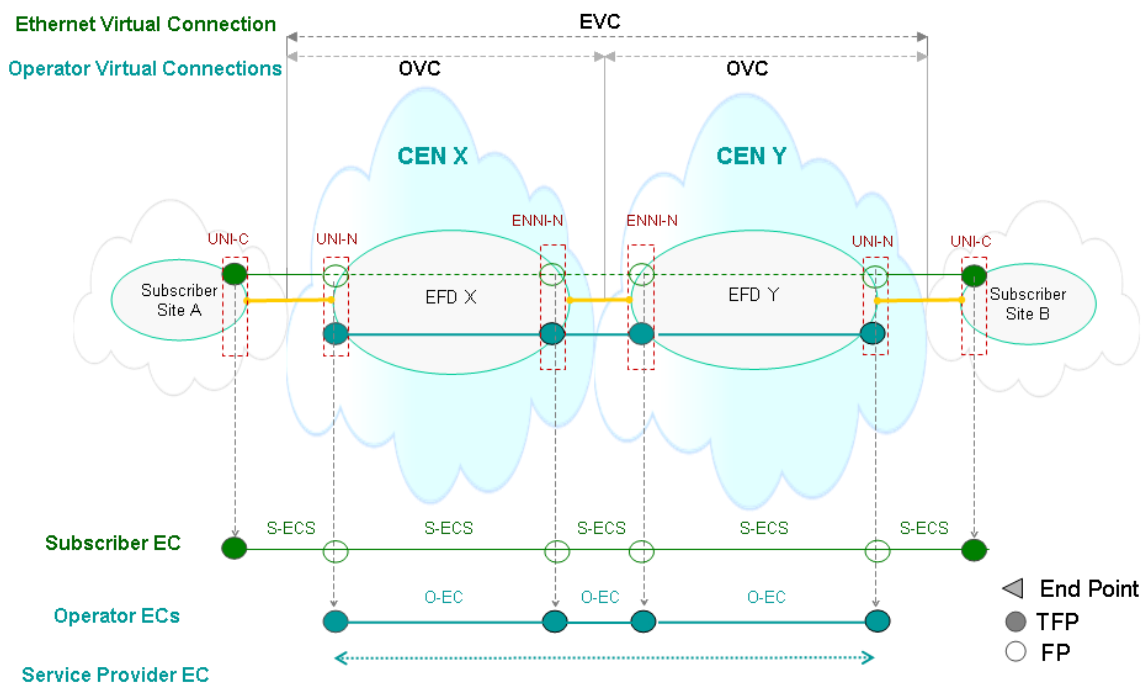 Ethernet Virtual Connection
EVC
Operator Virtual Connections
OVC
OVC
CEN X
CEN Y
ENNI-N
ENNI-N
UNI-C
UNI-N
UNI-N
UNI-C
Subscriber
Site A
EFD X
EFD Y
Subscriber
Site B
S-ECS
S-ECS
S-ECS
S-ECS
S-ECS
Subscriber EC
End Point
O-EC
O-EC
O-EC
Operator ECs
TFP
FP
Service Provider EC